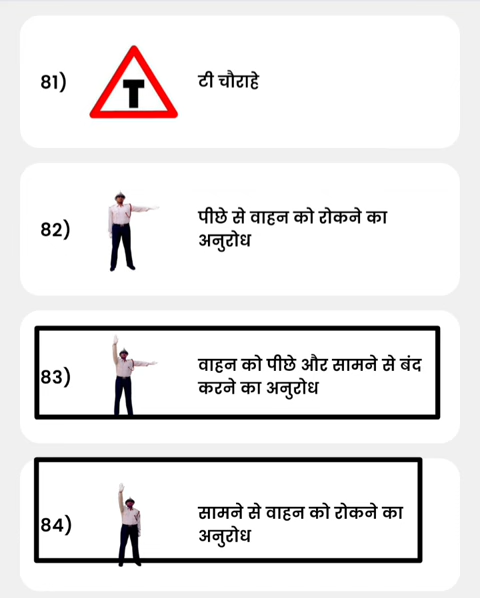 81) टी चौराहे
82) पीछे से वाहन को रोकने का
अनुरोध
83) वाहन को पीछे और सामने से बंद
करने का अनुरोध
84) सामने से वाहन को रोकने का
अनुरोध